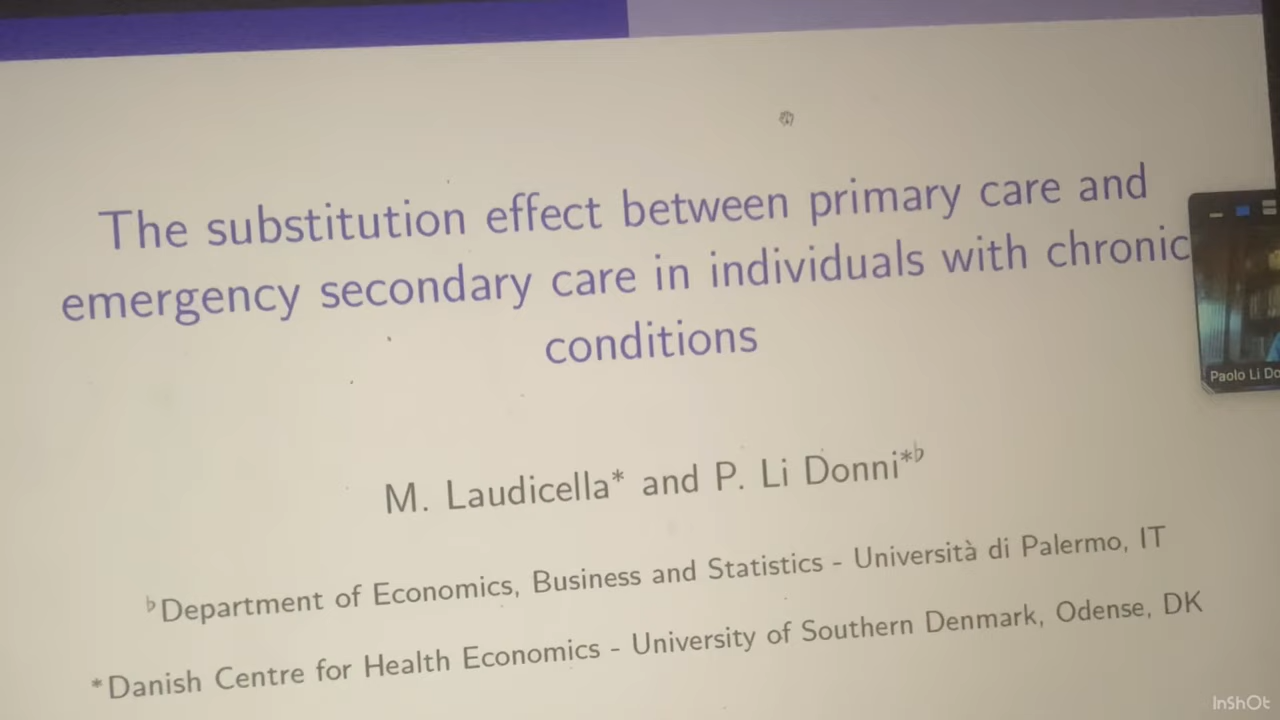 The substitution effect between primary care and
emergency secondary care in individuals with chronic
conditions
Paolo Li Do
M. Laudicella* and P. Li Donni*♭
♭Department of Economics, Business and Statistics - Università di Palermo, IT
*Danish Centre for Health Economics - University of Southern Denmark, Odense, DK
InShOt